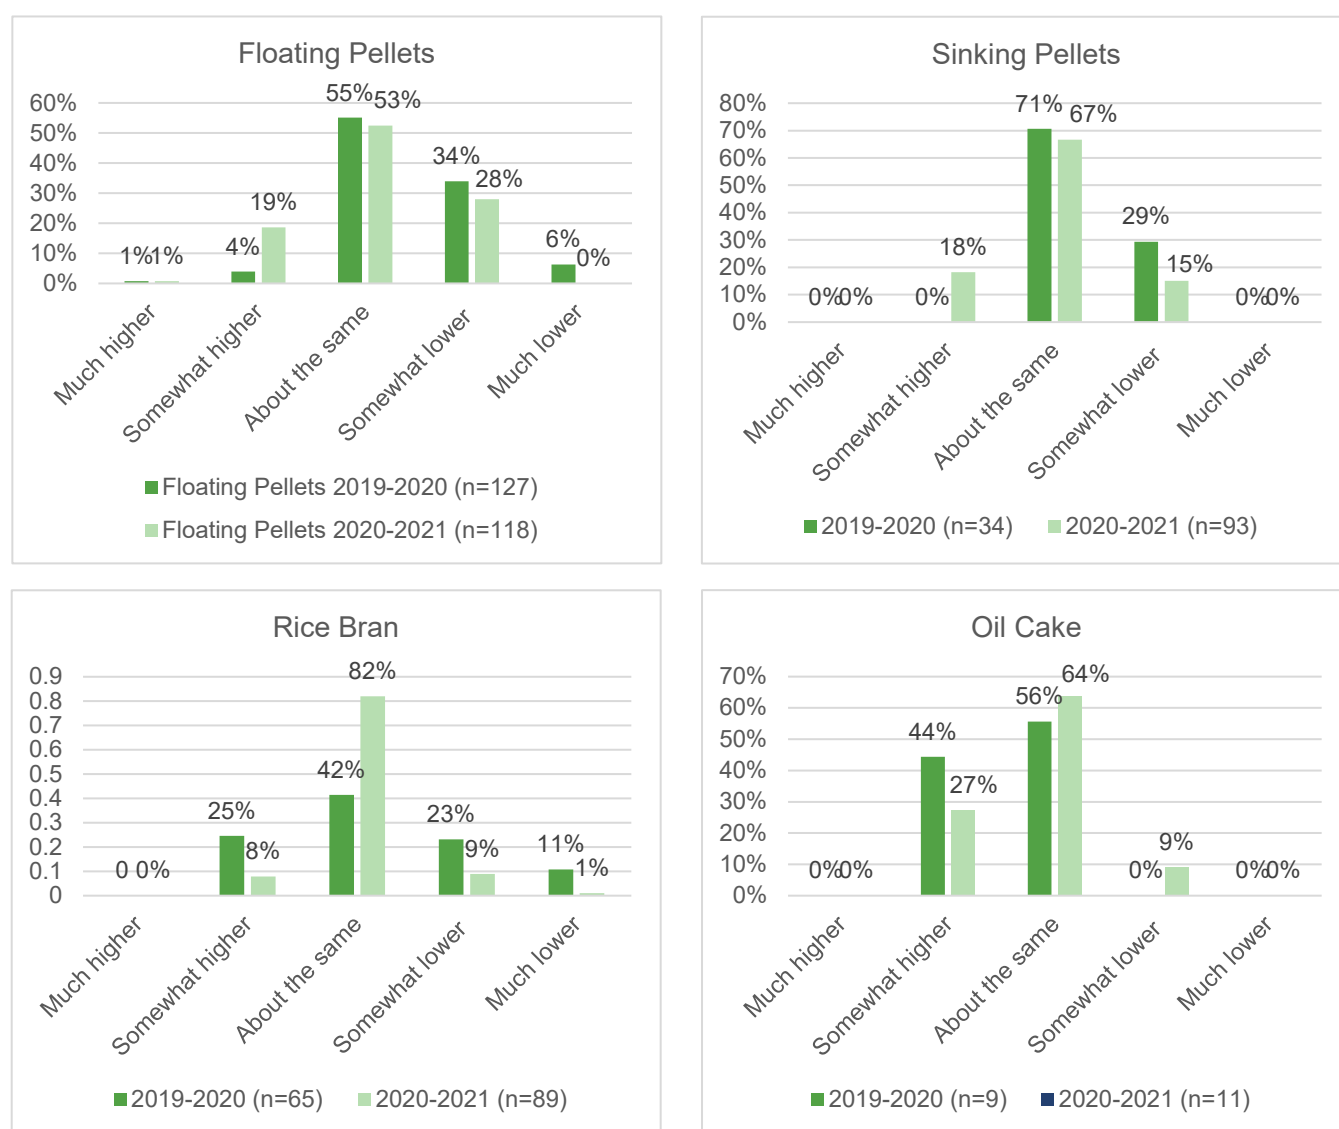 Floating Pellets
60%
50%
40%
30%
20%
10%
0%
1%
1%
4%
19%
55%
53%
34%
28%
6%
0%
Much higher
Somewhat higher
About the same
Somewhat lower
Much lower
Floating Pellets 2019-2020 (n=127)
Floating Pellets 2020-2021 (n=118)
Sinking Pellets
80%
70%
60%
50%
40%
30%
20%
10%
0%
0%
0%
0%
18%
71%
67%
29%
15%
0%
0%
Much higher
Somewhat higher
About the same
Somewhat lower
Much lower
2019-2020 (n=34)
2020-2021 (n=93)
Rice Bran
0.9
0.8
0.7
0.6
0.5
0.4
0.3
0.2
0.1
0
0
0%
25%
8%
42%
82%
23%
9%
11%
1%
Much higher
Somewhat higher
About the same
Somewhat lower
Much lower
2019-2020 (n=65)
2020-2021 (n=89)
Oil Cake
70%
60%
50%
40%
30%
20%
10%
0%
0%
0%
44%
27%
56%
64%
0%
9%
0%
0%
Much higher
Somewhat higher
About the same
Somewhat lower
Much lower
2019-2020 (n=9)
2020-2021 (n=11)